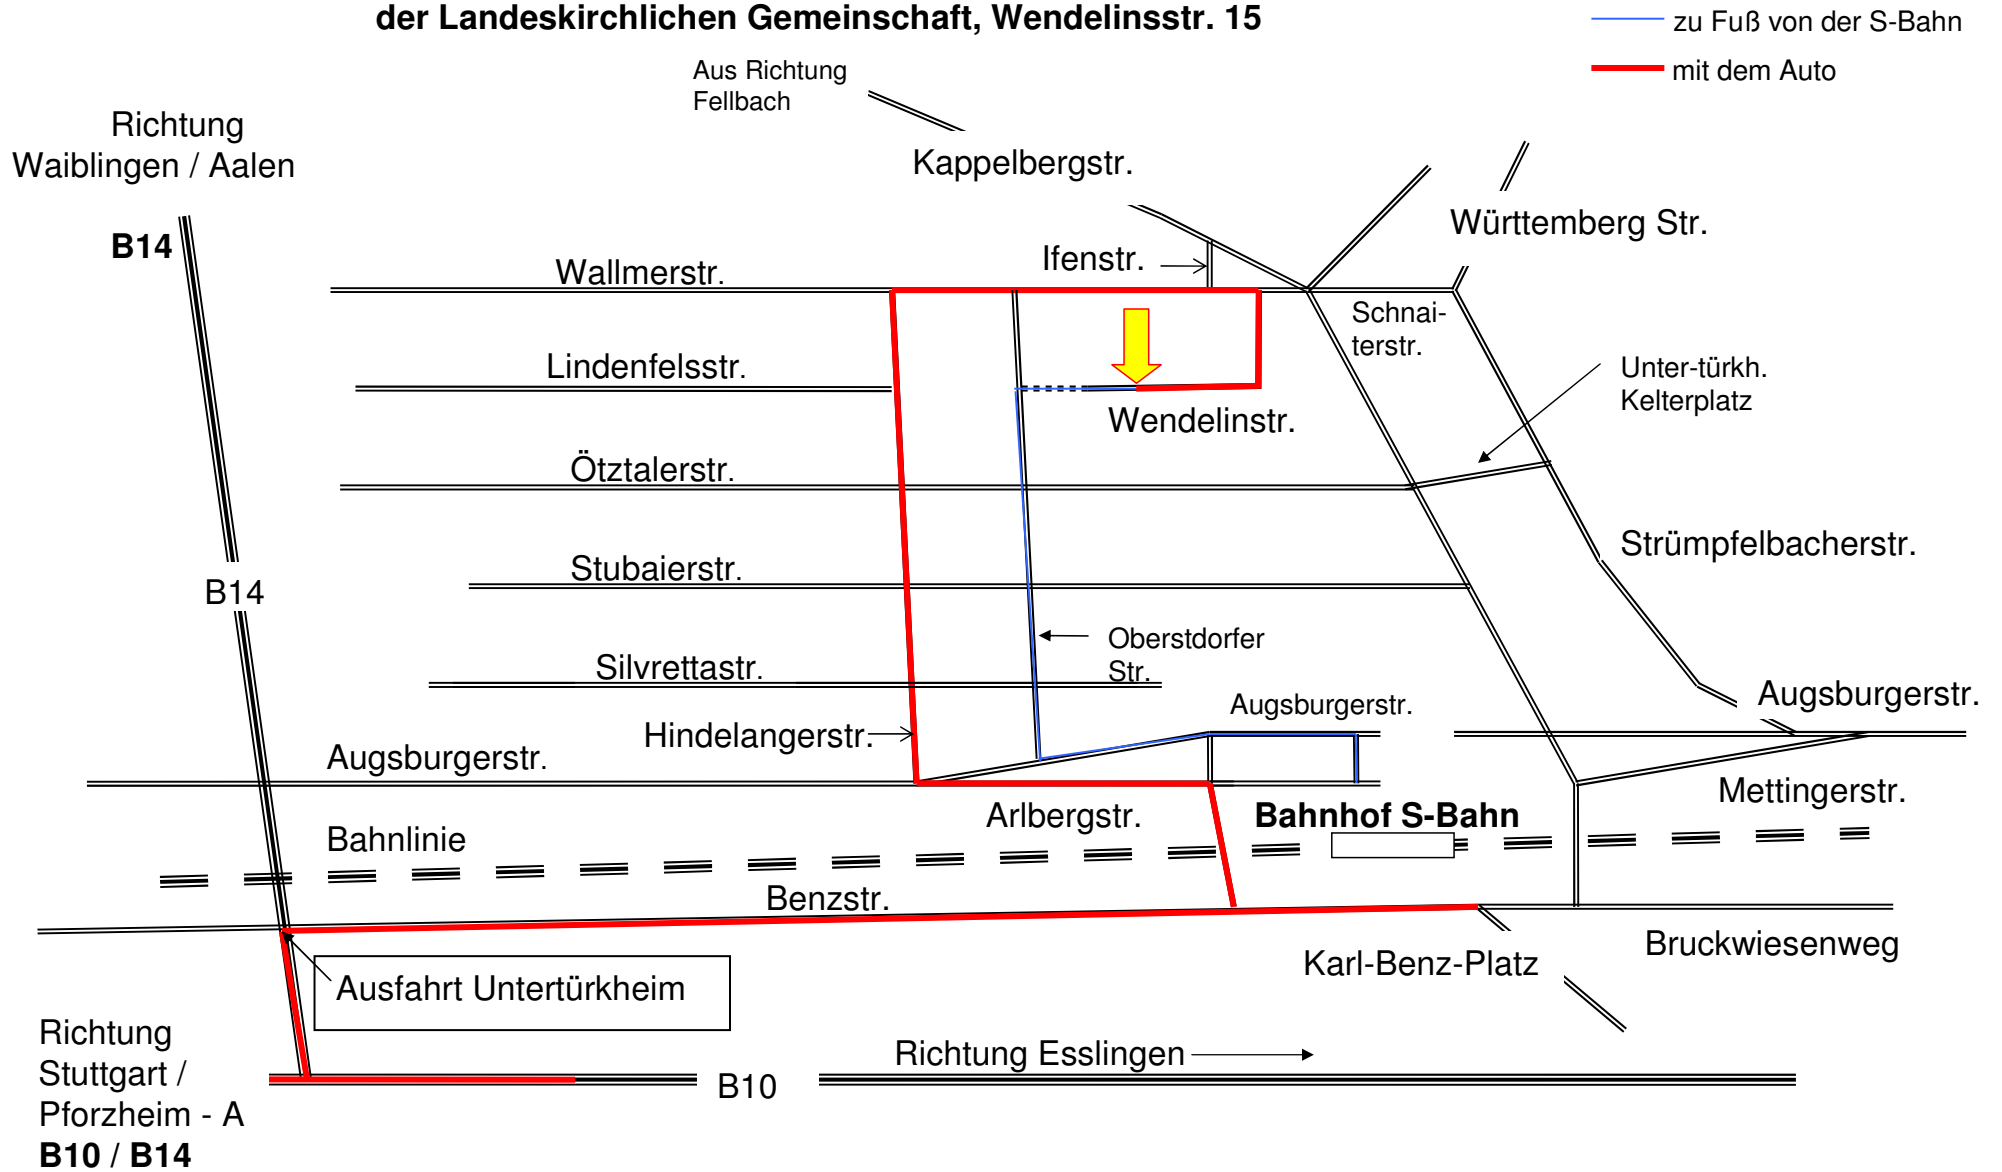 der Landeskirchlichen Gemeinschaft, Wendelinsstr. 15
zu Fuß von der S-Bahn
mit dem Auto
Aus Richtung
Fellbach
Richtung
Waiblingen / Aalen
B14
Kappelbergstr.
Württemberg Str.
Ifenstr.
Wallmerstr.
Schnai-
terstr.
Lindenfelsstr.
Unter-türkh.
Kelterplatz
Wendelinstr.
Ötztalerstr.
Strümpfelbacherstr.
Stubaierstr.
B14
Oberstdorfer
Str.
Silvrettastr.
Augsburgerstr.
Augsburgerstr.
Hindelangerstr.
Augsburgerstr.
Mettingerstr.
Arlbergstr.
Bahnhof S-Bahn
Bahnlinie
Benzstr.
Bruckwiesenweg
Karl-Benz-Platz
Ausfahrt Untertürkheim
Richtung
Stuttgart /
Pforzheim - A
B10 / B14
Richtung Esslingen
B10